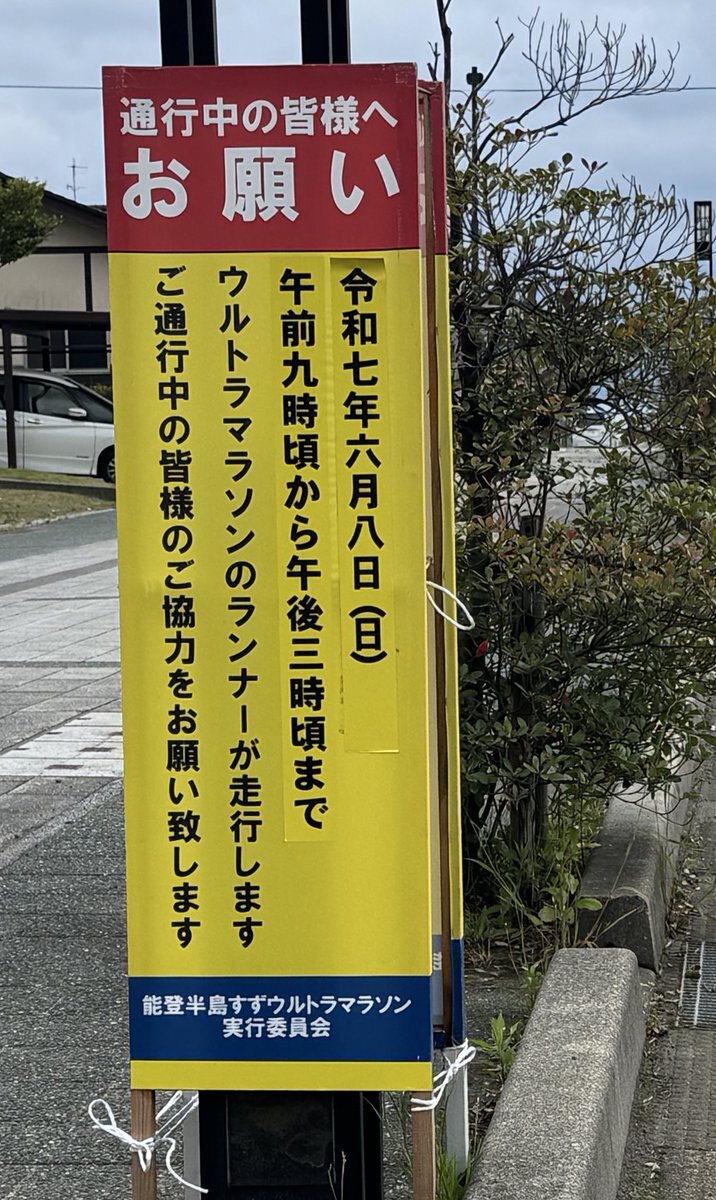 通行中の皆様へ
お願い
令和七年六月八日(日)
午前九時頃から午後三時頃まで
ウルトラマラソンのランナーが走行します
ご通行中の皆様のご協力をお願い致します
能登半島すずウルトラマラソン
実行委員会